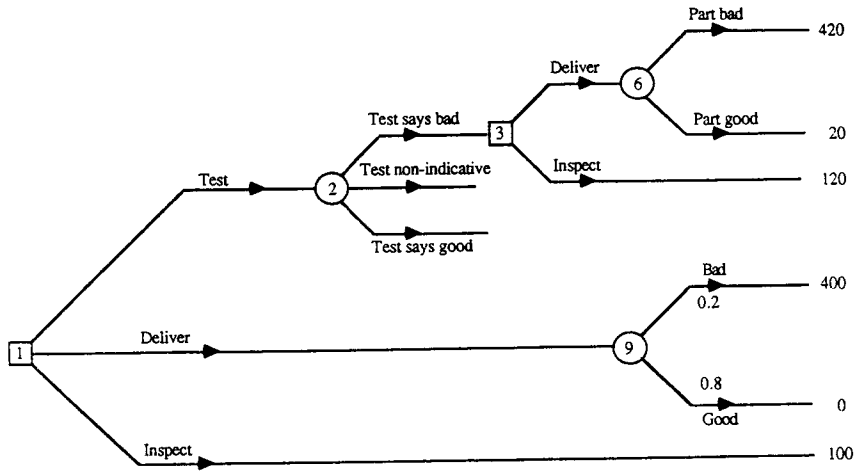 Part bad
420
Deliver
6
Test says bad
3
Part good
20
Test non-indicative
Inspect
120
Test
2
Test says good
Bad
400
0.2
Deliver
1
9
0.8
Good
0
Inspect
100